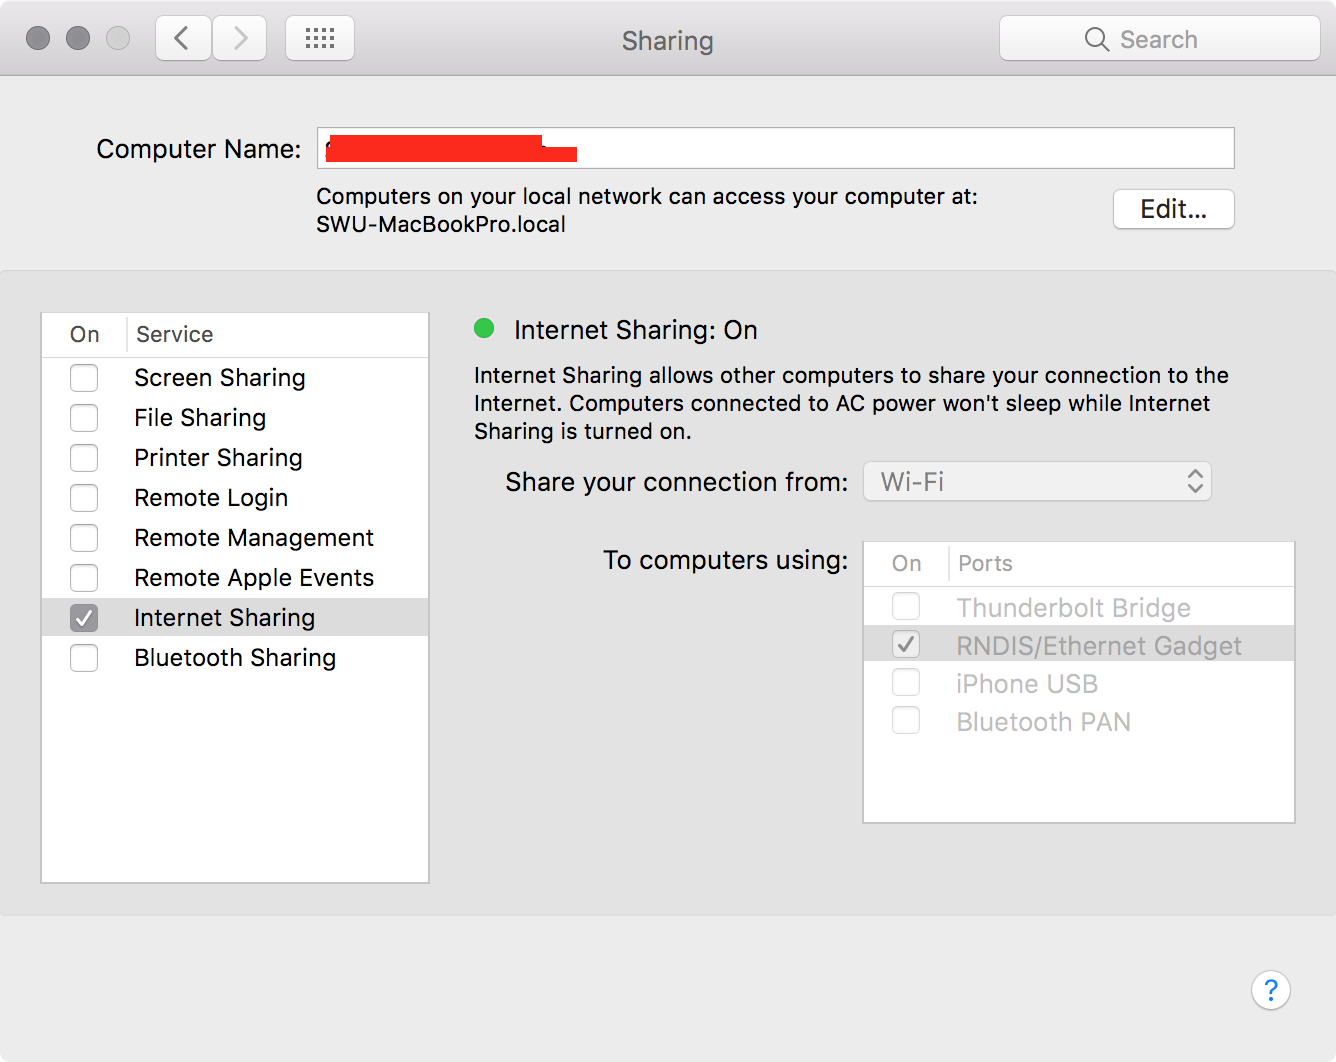 Sharing
Search
Computer Name:
Computers on your local network can access your computer at:
SWU-MacBookPro.local
Edit...
On Service
Screen Sharing
File Sharing
Printer Sharing
Remote Login
Remote Management
Remote Apple Events
Internet Sharing
Bluetooth Sharing
Internet Sharing: On
Internet Sharing allows other computers to share your connection to the
Internet. Computers connected to AC power won't sleep while Internet
Sharing is turned on.
Share your connection from: Wi-Fi
To computers using:
On Ports
Thunderbolt Bridge
RNDIS/Ethernet Gadget
iPhone USB
Bluetooth PAN
?